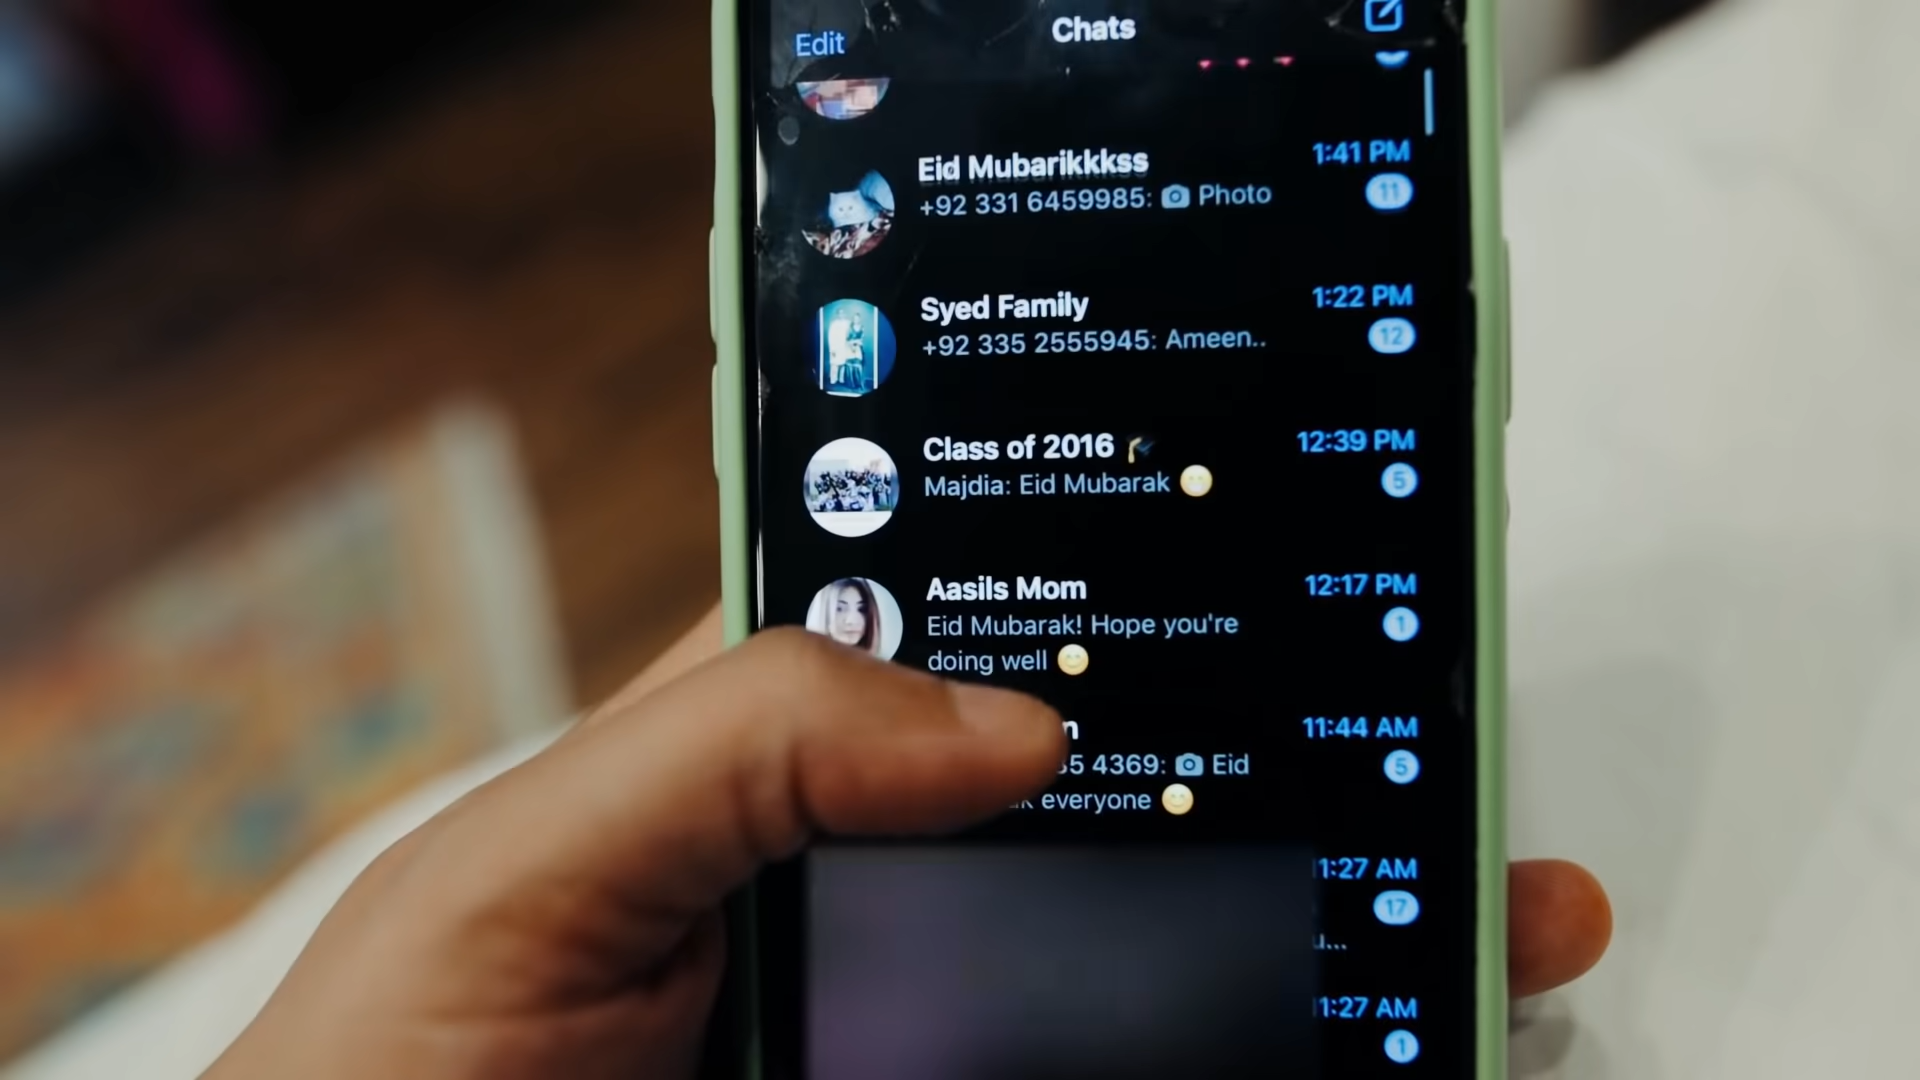 Edit
Chats
Eid Mubarikkkss
1:41 PM
+92 331 6459985: Photo
11
Syed Family
1:22 PM
+92 335 2555945: Ameen..
12
Class of 2016
12:39 PM
Majdia: Eid Mubarak
5
Aasils Mom
12:17 PM
Eid Mubarak! Hope you're
1
doing well
n
11:44 AM
4369: Eid
5
everyone
11:27 AM
17
u...
11:27 AM
1